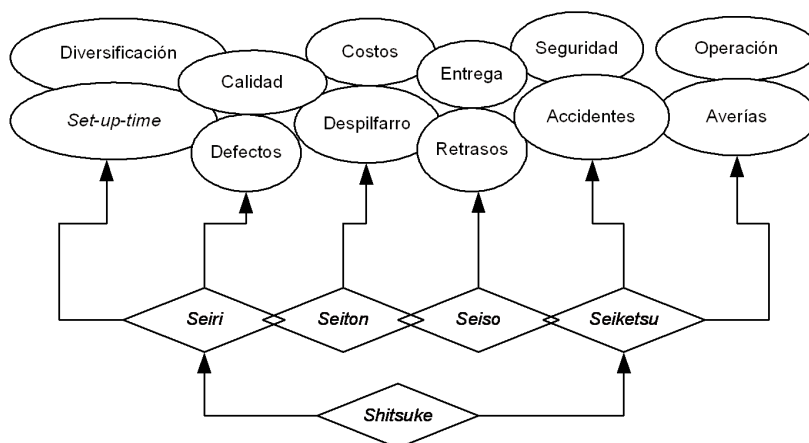 Diversificación
Costos
Seguridad
Operación
Calidad
Entrega
Set-up-time
Despilfarro
Accidentes
Averías
Defectos
Retrasos
Seiri
Seiton
Seiso
Seiketsu
Shitsuke